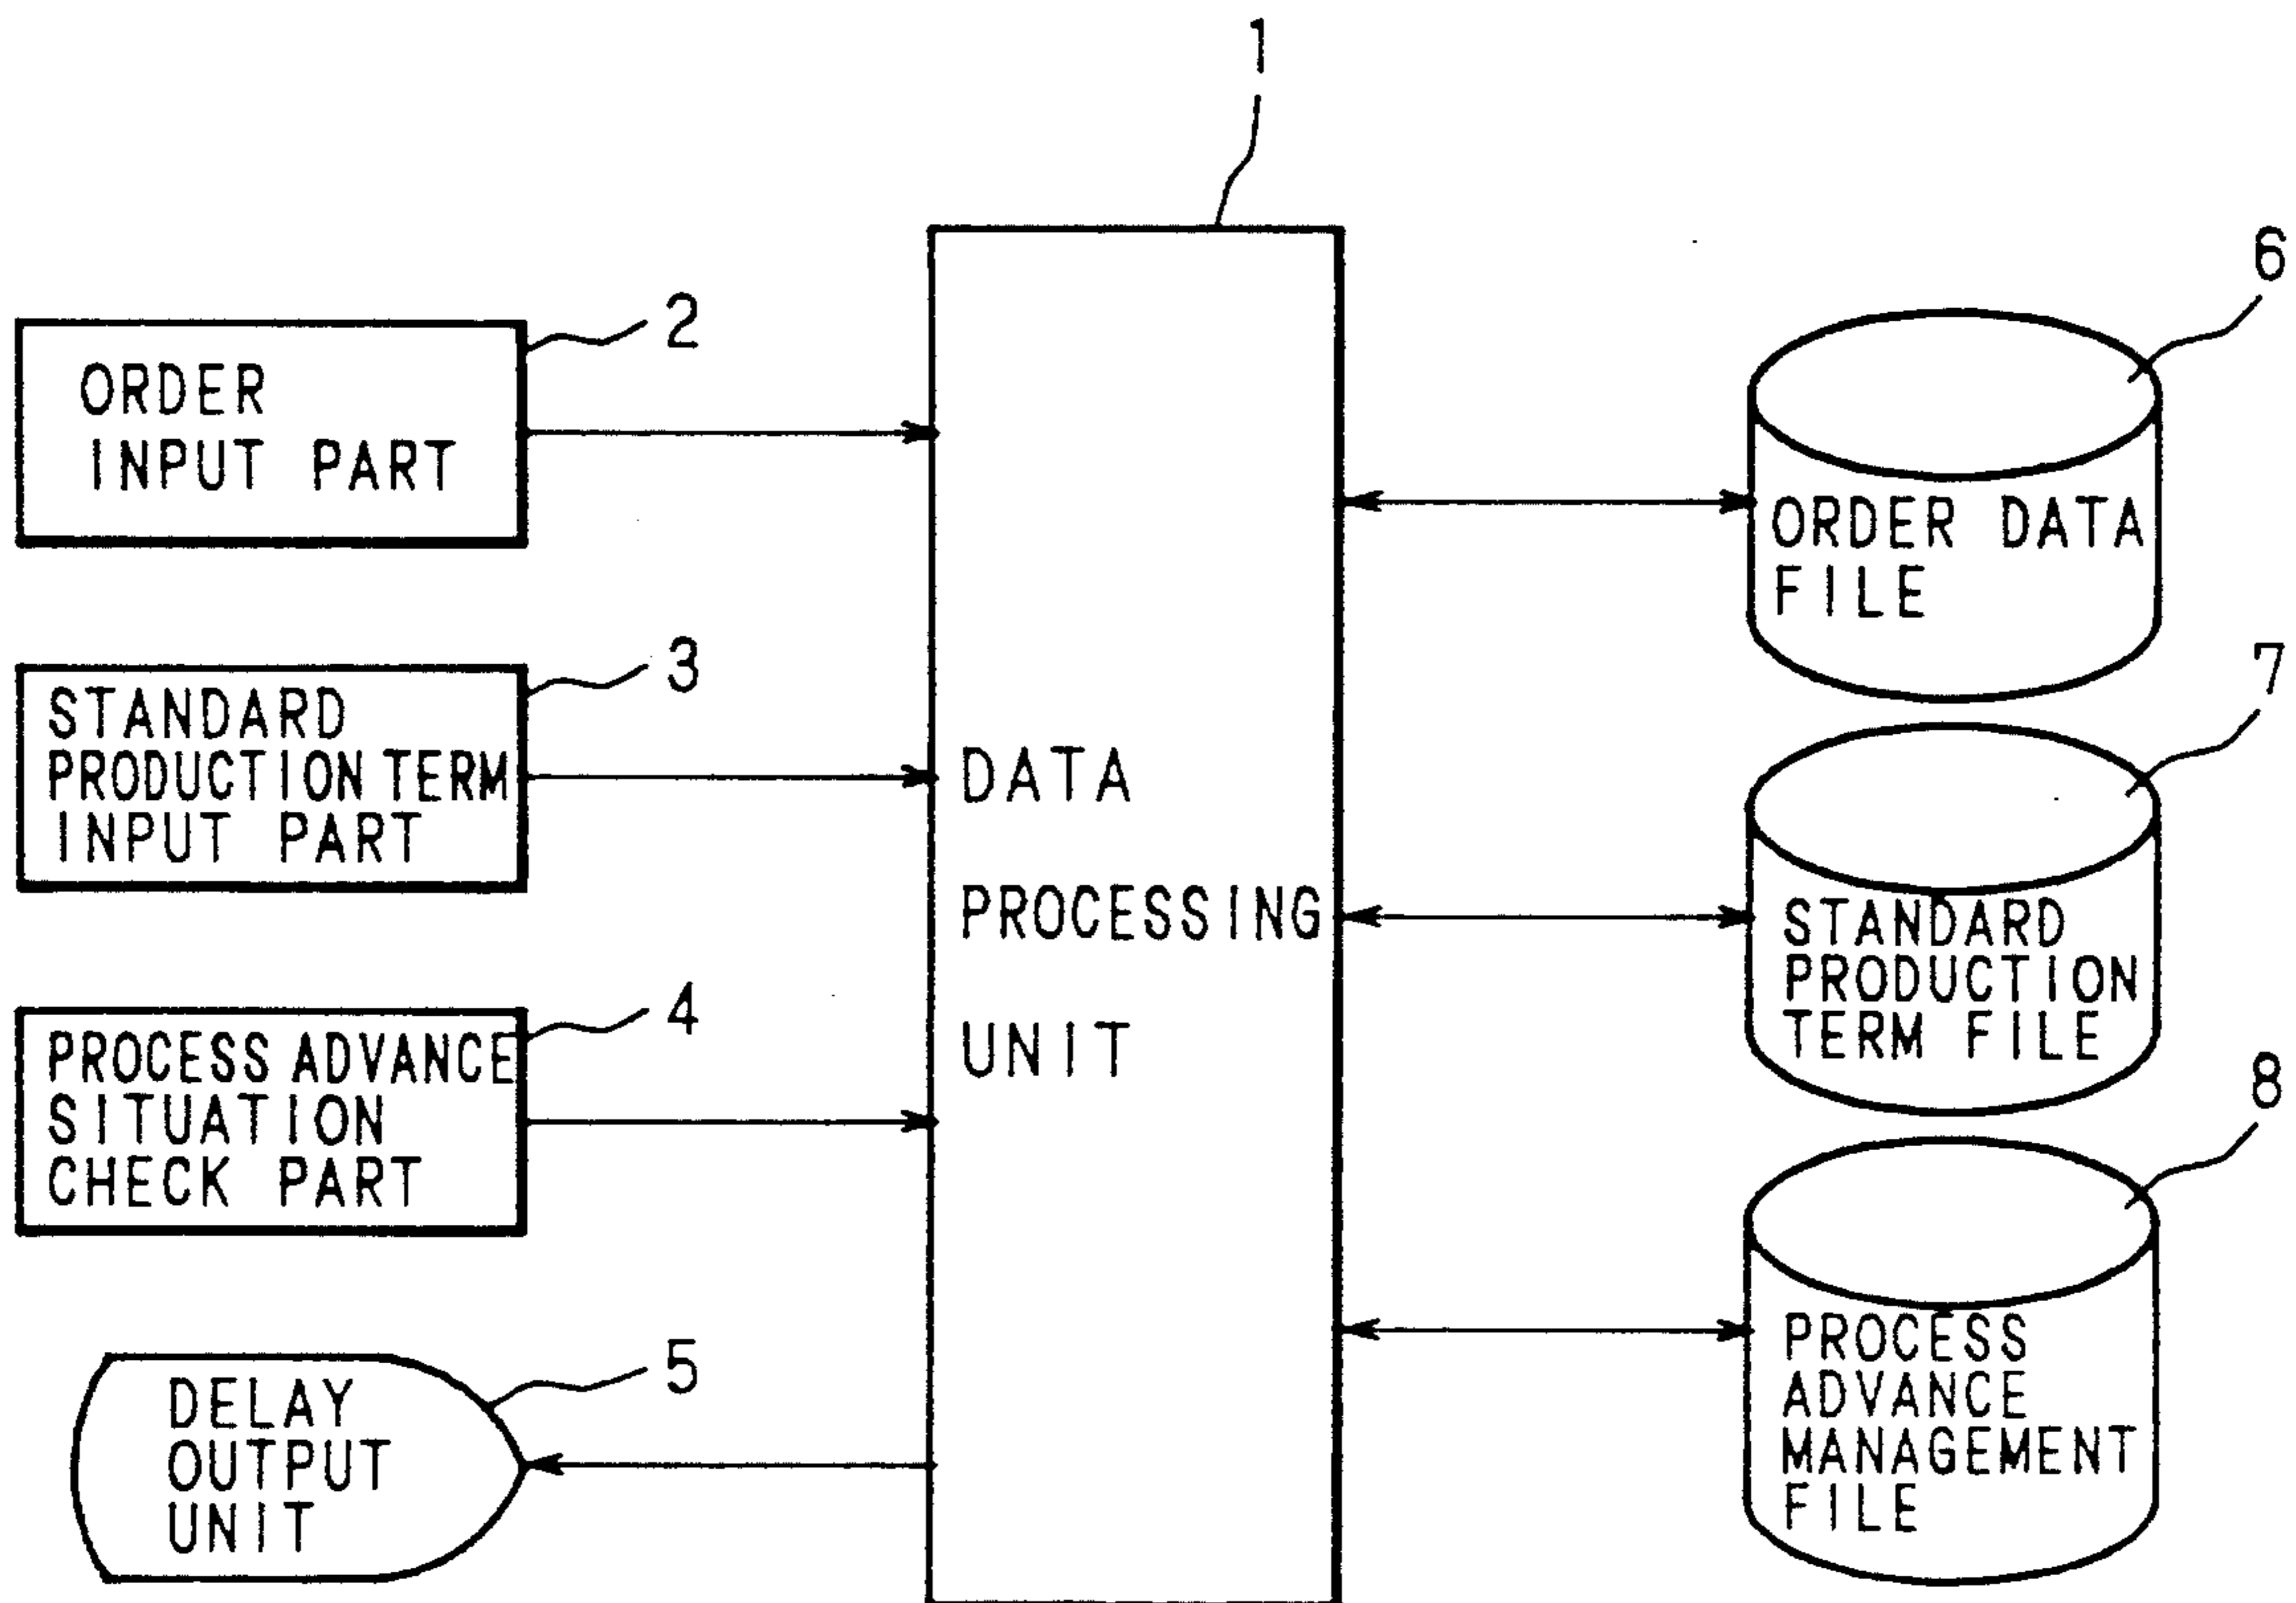 1
2
ORDER
INPUT PART
3
STANDARD
PRODUCTION TERM
INPUT PART
4
PROCESS ADVANCE
SITUATION
CHECK PART
5
DELAY
OUTPUT
UNIT
DATA
PROCESSING
UNIT
6
ORDER DATA
FILE
7
STANDARD
PRODUCTION
TERM FILE
8
PROCESS
ADVANCE
MANAGEMENT
FILE